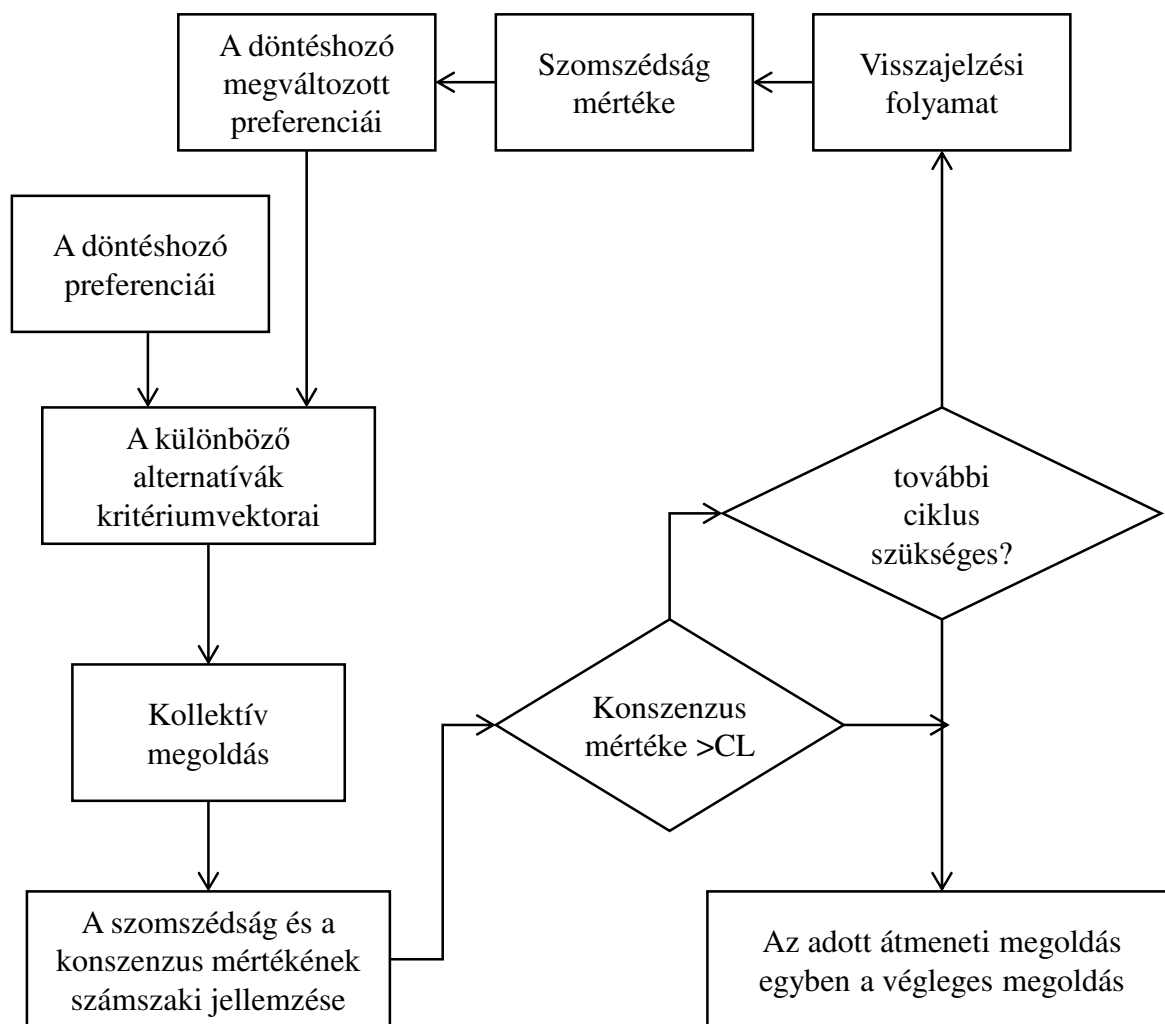 A döntéshozó
megváltozott
preferenciái
Szomszédság
mértéke
Visszajelzési
folyamat
A döntéshozó
preferenciái
A különböző
alternatívák
kritériumvektorai
további
ciklus
szükséges?
Kollektív
megoldás
Konszenzus
mértéke >CL
A szomszédság és a
konszenzus mértékének
számszaki jellemzése
Az adott átmeneti megoldás
egyben a végleges megoldás